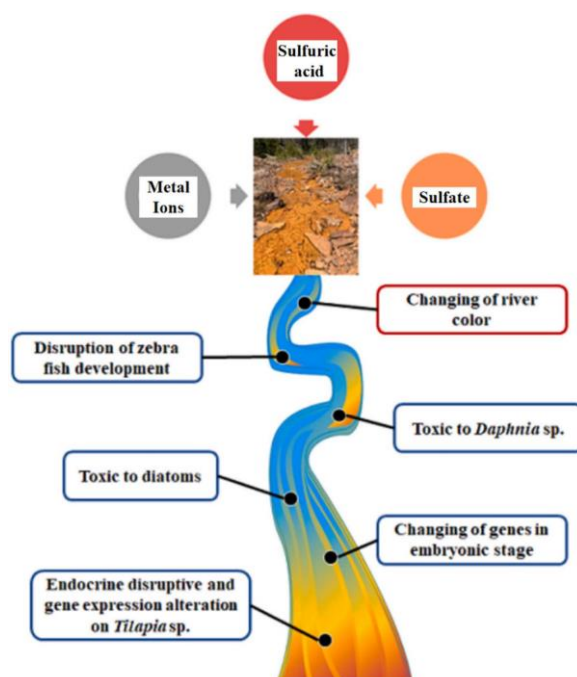 Sulfuric
acid
Metal
Ions
Sulfate
Changing of river
color
Disruption of zebra
fish development
Toxic to Daphnia sp.
Toxic to diatoms
Changing of genes in
embryonic stage
Endocrine disruptive and
gene expression alteration
on Tilapia sp.